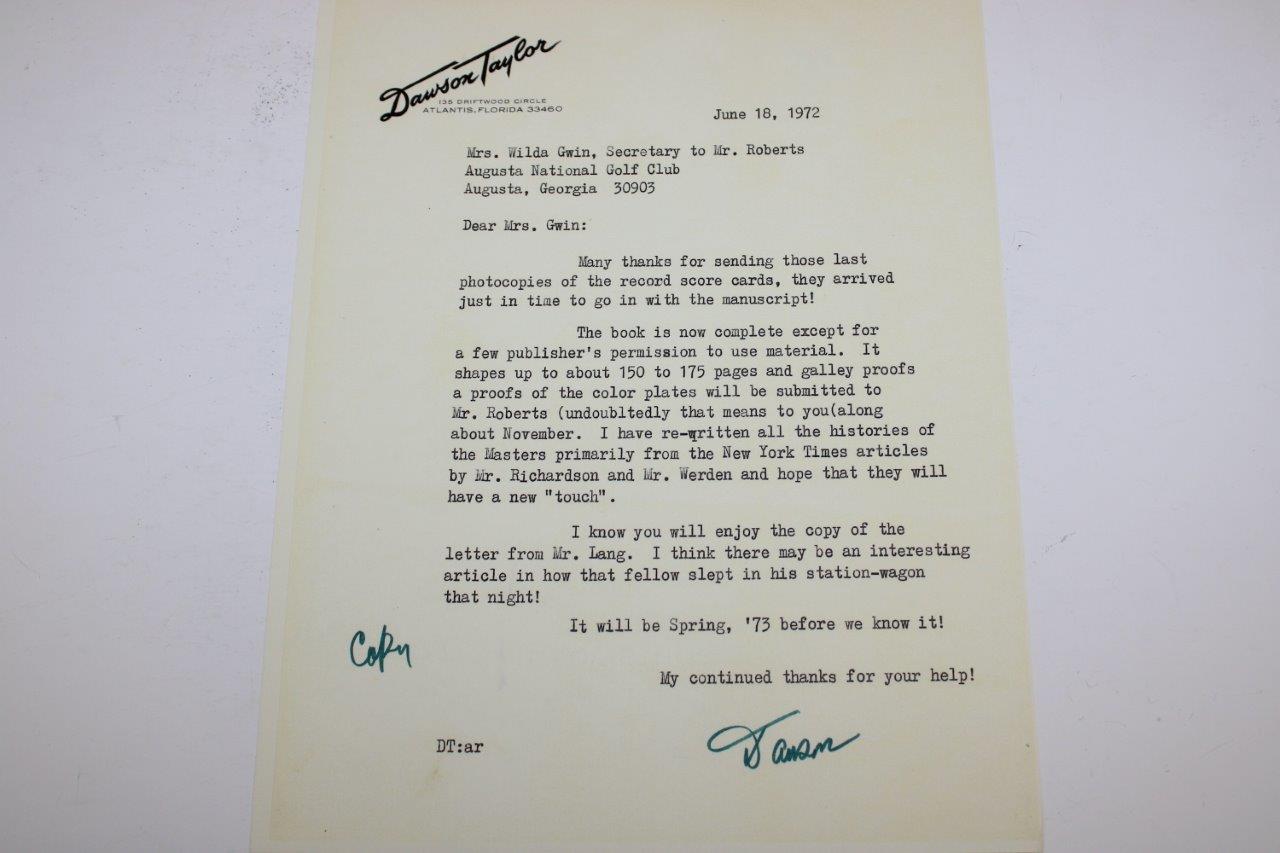 Dawson Taylor
135 DRIFTWOOD CIRCLE
ATLANTIS, FLORIDA 33460
June 18, 1972
Mrs. Wilda Gwin, Secretary to Mr. Roberts
Augusta National Golf Club
Augusta, Georgia 30903
Dear Mrs. Gwin:
Many thanks for sending those last
photocopies of the record score cards, they arrived
just in time to go in with the manuscript!
The book is now complete except for
a few publisher's permission to use material. It
shapes up to about 150 to 175 pages and galley proofs
a proofs of the color plates will be submitted to
Mr. Roberts (undoubltedly that means to you(along
about November. I have re-written all the histories of
the Masters primarily from the New York Times articles
by Mr. Richardson and Mr. Werden and hope that they will
have a new "touch".
I know you will enjoy the copy of the
letter from Mr. Lang. I think there may be an interesting
article in how that fellow slept in his station-wagon
that night!
It will be Spring, '73 before we know it!
Copy
My continued thanks for your help!
DT:ar
Dawson